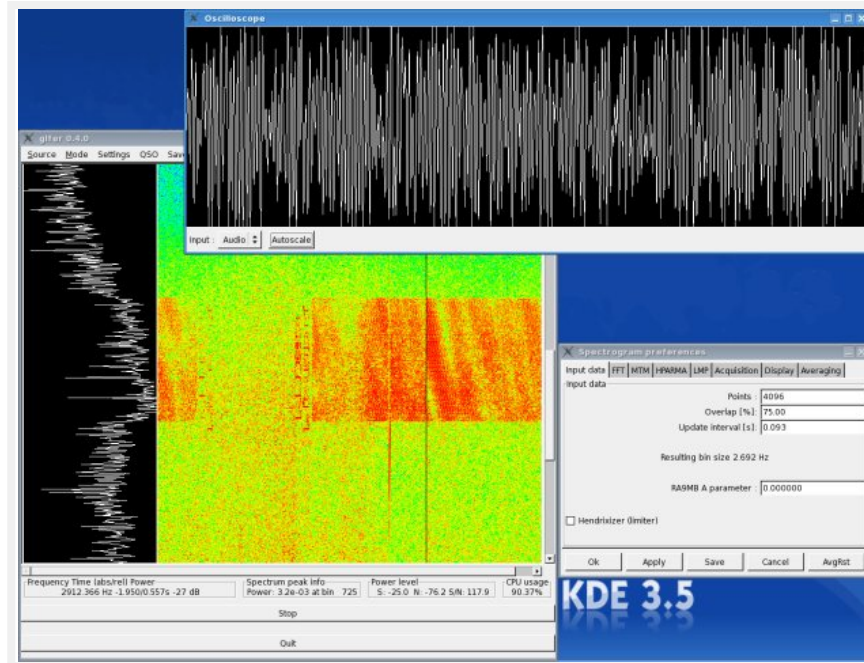 Oscilloscope
Input : Audio Autoscale
glfer 0.4.0
Source Mode Settings QSO Sav
Frequency Time (abs/rel) Power
2912.366 Hz -1.950/0.557s -27 dB
Spectrum peak info
Power: 3.2e-03 at bin 725
Power level
S: -25.0 N: -76.2 S/N: 117.9
CPU usage
90.37%
Stop
Quit
Spectrogram preferences
Input data FFT MTM HPARMA LMP Acquisition Display Averaging
Input data
Points : 4096
Overlap [%]: 75.00
Update interval [s]: 0.093
Resulting bin size 2.692 Hz
RA9MB A parameter : 0.000000
Hendrixizer (limiter)
Ok Apply Save Cancel AvgRst
KDE 3.5